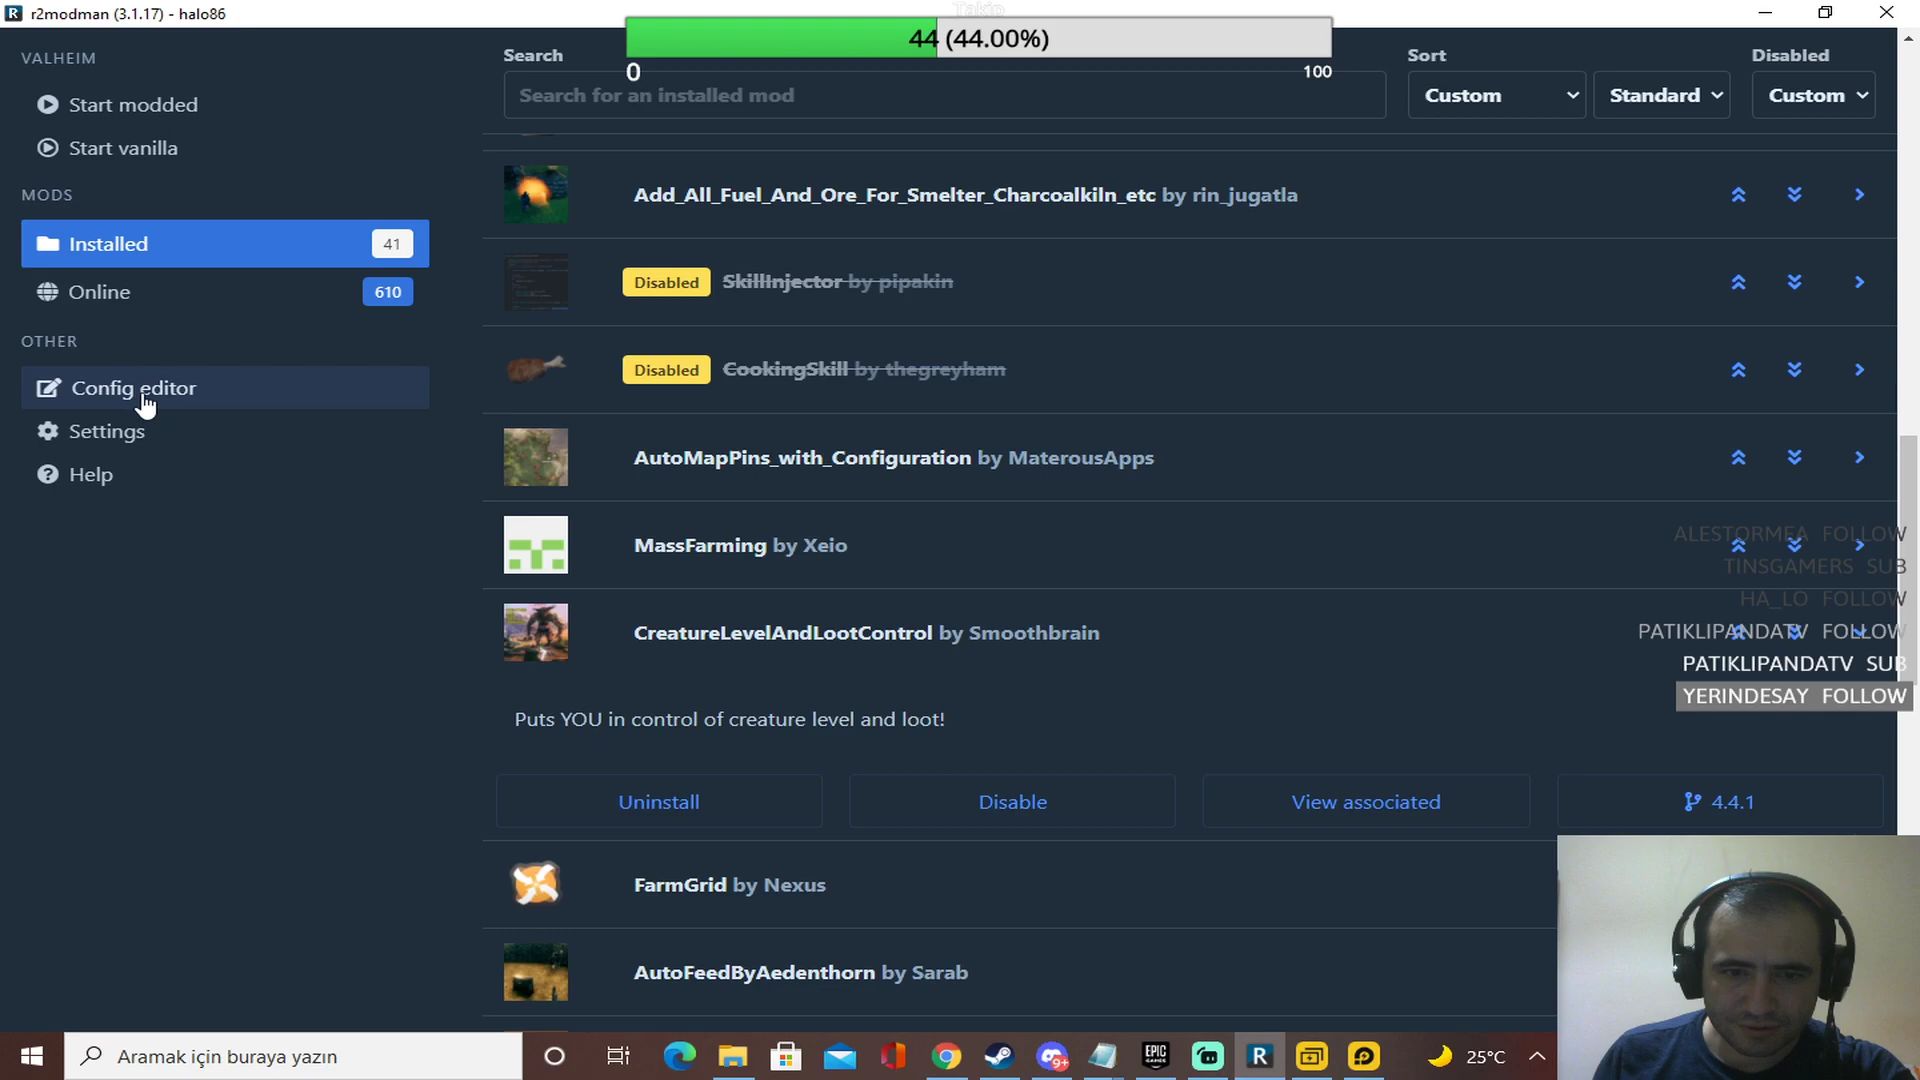 r2modman (3.1.17) - halo86
Takip
44 (44.00%)
0
100
VALHEIM
Start modded
Start vanilla
MODS
Installed 41
Online 610
OTHER
Config editor
Settings
Help
Search
Search for an installed mod
Sort
Custom
Standard
Disabled
Custom
Add_All_Fuel_And_Ore_For_Smelter_Charcoalkiln_etc by rin_jugatla
Disabled SkillInjector by pipakin
Disabled CookingSkill by thegreyham
AutoMapPins_with_Configuration by MaterousApps
MassFarming by Xeio
CreatureLevelAndLootControl by Smoothbrain
Puts YOU in control of creature level and loot!
Uninstall
Disable
View associated
4.4.1
FarmGrid by Nexus
AutoFeedByAedenthorn by Sarab
ALESTORMEA FOLLOW
TINSGAMERS SUB
HA_LO FOLLOW
PATIKLIPANDATV FOLLOW
PATIKLIPANDATV SUB
YERINDESAY FOLLOW
Aramak için buraya yazın
9+
EPIC GAMES
R
25°C